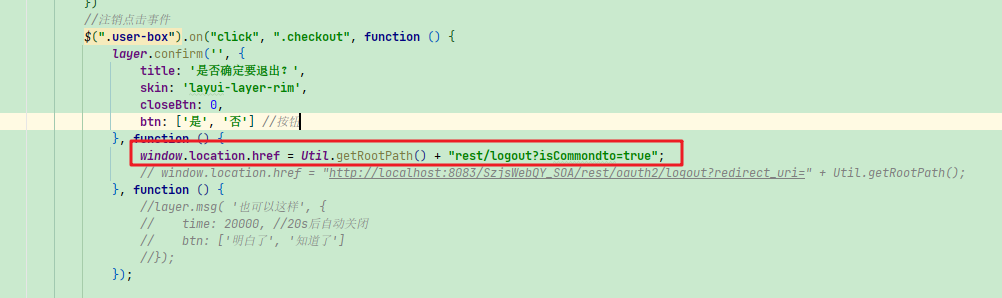 })
//注销点击事件
$(".user-box").on("click", ".checkout", function () {
layer.confirm('', {
title: '是否确定要退出？',
skin: 'layui-layer-rim',
closeBtn: 0,
btn: ['是', '否'] //按钮
}, function () {
window.location.href = Util.getRootPath() + "rest/logout?isCommondto=true";
// window.location.href = "http://localhost:8083/SzjsWebQY_SOA/rest/oauth2/logout?redirect_uri=" + Util.getRootPath();
}, function () {
//layer.msg( '也可以这样', {
//    time: 20000, //20s后自动关闭
//    btn: ['明白了', '知道了']
//});
});